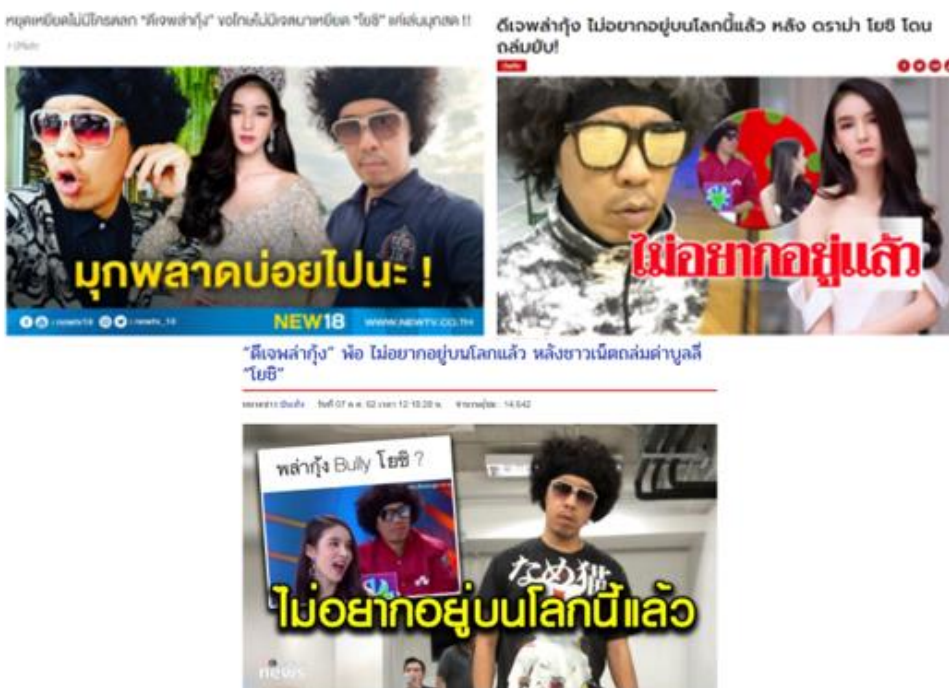 หยุดเหยียดไม่มีใครตลก “ดีเจพล่ากุ้ง” ขอโทษไม่มีเจตนาเหยียด “โยชิ” แค่เล่นมุกสด !!
มุกพลาดบ่อยไปนะ !
NEW18
WWW.NEWTV.CO.TH
ดีเจพล่ากุ้ง ไม่อยากอยู่บนโลกนี้แล้ว หลัง ดราม่า โยชิ โดน
ถล่มยับ!
ไม่อยากอยู่แล้ว
“ดีเจพล่ากุ้ง” พ้อ ไม่อยากอยู่บนโลกแล้ว หลังชาวเน็ตถล่มด่าบูลลี่
“โยชิ”
พล่ากุ้ง Bully โยชิ ?
なめ猫
ไม่อยากอยู่บนโลกนี้แล้ว
news